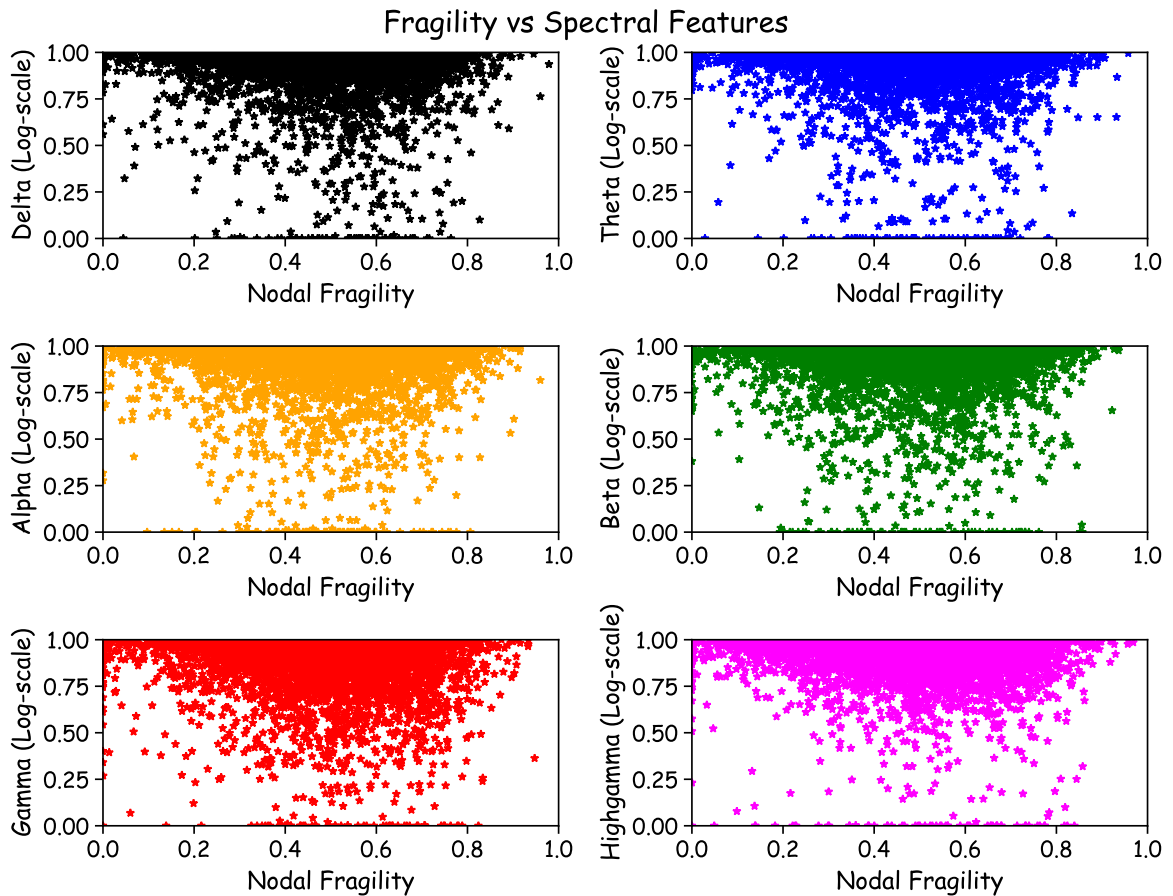 Fragility vs Spectral Features
Delta (Log-scale)
1.00
0.75
0.50
0.25
0.00
0.0 0.2 0.4 0.6 0.8 1.0
Nodal Fragility
Theta (Log-scale)
1.00
0.75
0.50
0.25
0.00
0.0 0.2 0.4 0.6 0.8 1.0
Nodal Fragility
Alpha (Log-scale)
1.00
0.75
0.50
0.25
0.00
0.0 0.2 0.4 0.6 0.8 1.0
Nodal Fragility
Beta (Log-scale)
1.00
0.75
0.50
0.25
0.00
0.0 0.2 0.4 0.6 0.8 1.0
Nodal Fragility
Gamma (Log-scale)
1.00
0.75
0.50
0.25
0.00
0.0 0.2 0.4 0.6 0.8 1.0
Nodal Fragility
Highgamma (Log-scale)
1.00
0.75
0.50
0.25
0.00
0.0 0.2 0.4 0.6 0.8 1.0
Nodal Fragility